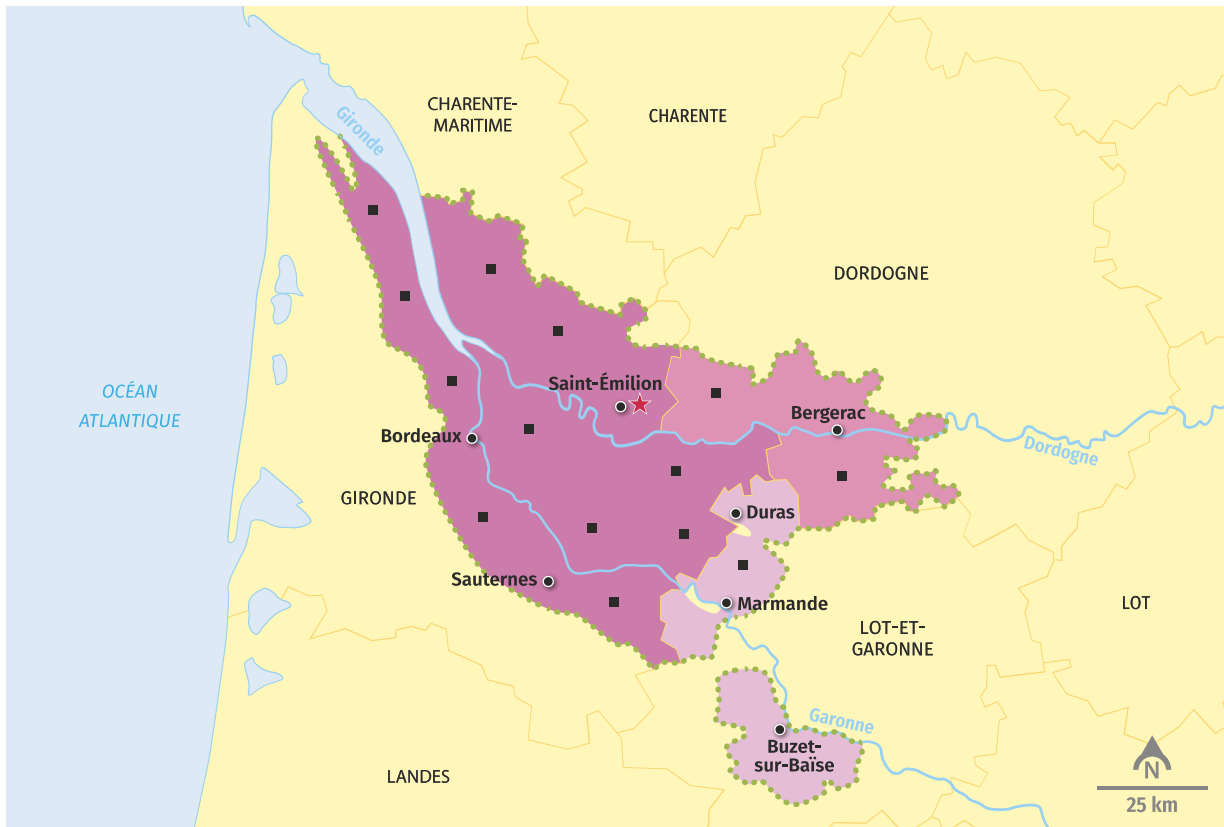 Gironde
CHARENTE-
MARITIME
CHARENTE
DORDOGNE
OCÉAN
ATLANTIQUE
Saint-Émilion
Bergerac
Bordeaux
Dordogne
GIRONDE
Duras
Sauternes
Marmande
LOT
LOT-ET-
GARONNE
Garonne
Buzet-
sur-Baïse
LANDES
N
25 km